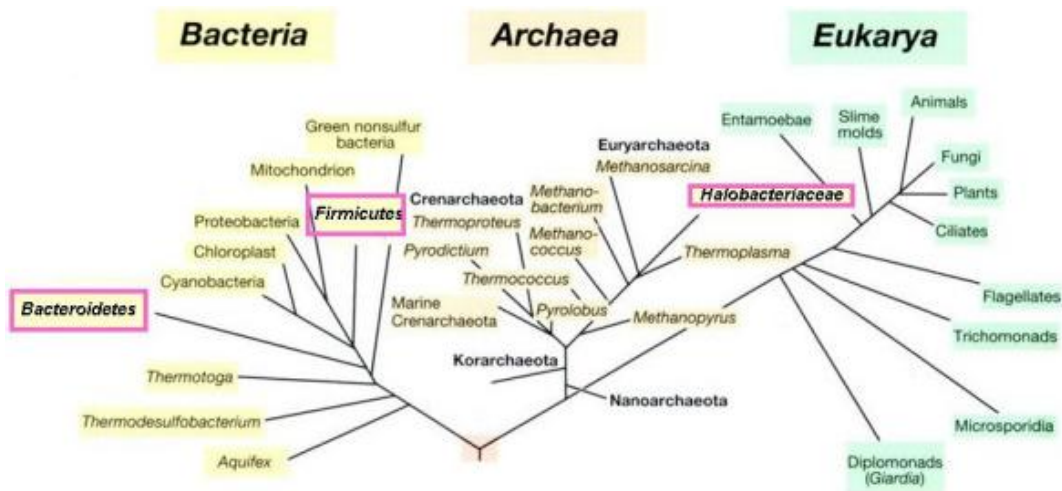 Bacteria
Archaea
Eukarya
Green nonsulfur
bacteria
Mitochondrion
Firmicutes
Proteobacteria
Chloroplast
Cyanobacteria
Bacteroidetes
Thermotoga
Thermodesulfobacterium
Aquifex
Crenarchaeota
Thermoproteus
Pyrodictium
Thermococcus
Marine
Crenarchaeota
Pyrolobus
Korarchaeota
Nanoarchaeota
Euryarchaeota
Methanosarcina
Methano-
bacterium
Methano-
coccus
Halobacteriaceae
Thermoplasma
Methanopyrus
Entamoebae
Slime
molds
Animals
Fungi
Plants
Ciliates
Flagellates
Trichomonads
Microsporidia
Diplomonads
(Giardia)